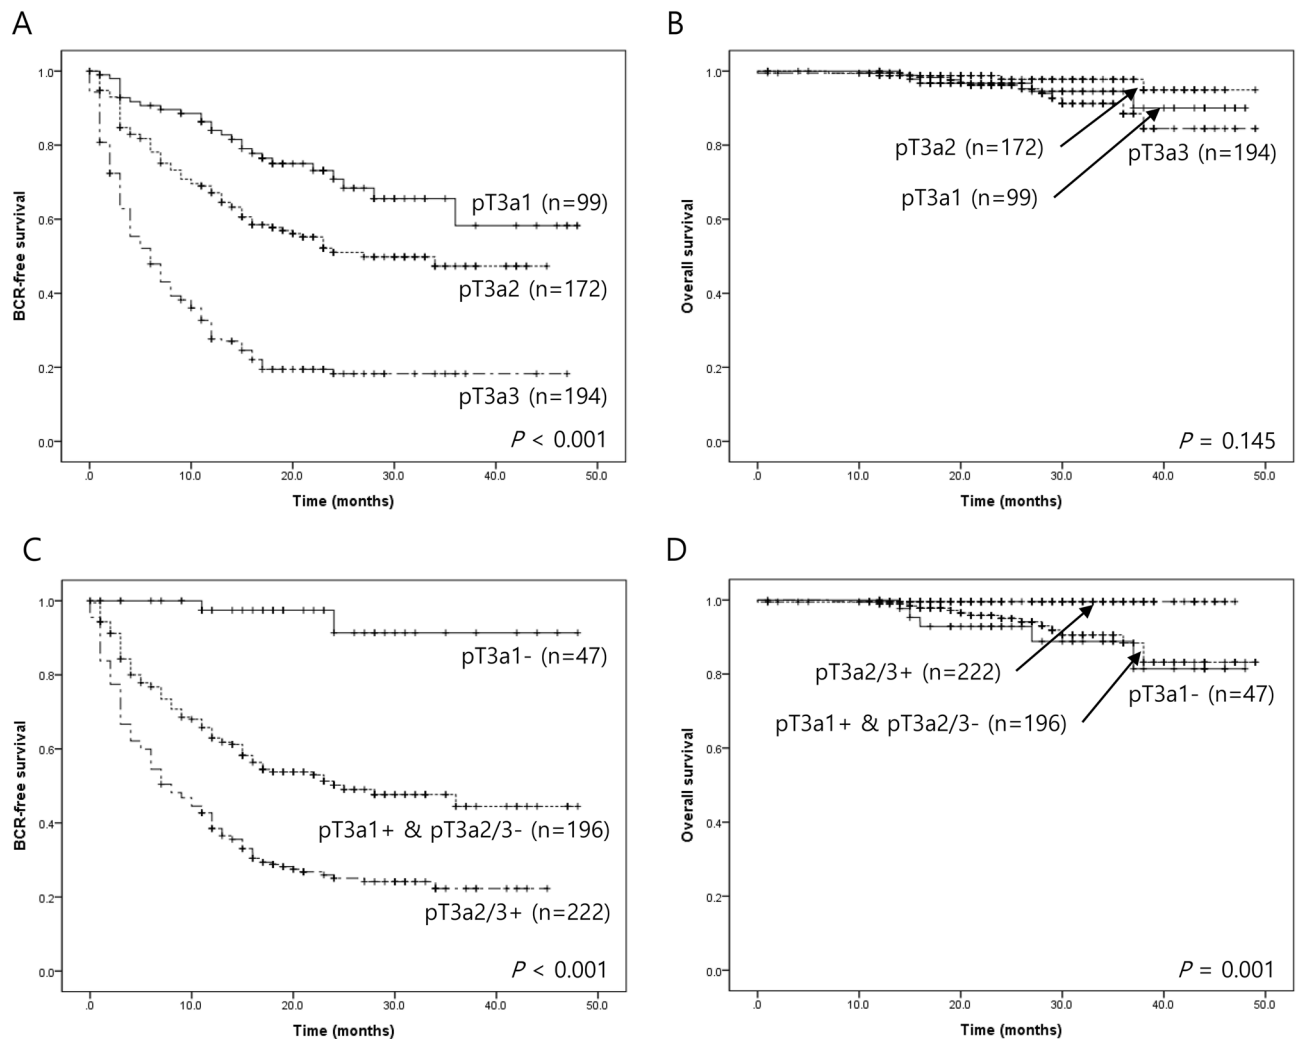 A
BCR-free survival
1.0
0.8
0.6
0.4
0.2
0.0
pT3a1 (n=99)
pT3a2 (n=172)
pT3a3 (n=194)
P < 0.001
.0 10.0 20.0 30.0 40.0 50.0
Time (months)
B
Overall survival
1.0
0.8
0.6
0.4
0.2
0.0
pT3a2 (n=172)
pT3a3 (n=194)
pT3a1 (n=99)
P = 0.145
.0 10.0 20.0 30.0 40.0 50.0
Time (months)
C
BCR-free survival
1.0
0.8
0.6
0.4
0.2
0.0
pT3a1- (n=47)
pT3a1+ & pT3a2/3- (n=196)
pT3a2/3+ (n=222)
P < 0.001
.0 10.0 20.0 30.0 40.0 50.0
Time (months)
D
Overall survival
1.0
0.8
0.6
0.4
0.2
0.0
pT3a2/3+ (n=222)
pT3a1- (n=47)
pT3a1+ & pT3a2/3- (n=196)
P = 0.001
.0 10.0 20.0 30.0 40.0 50.0
Time (months)